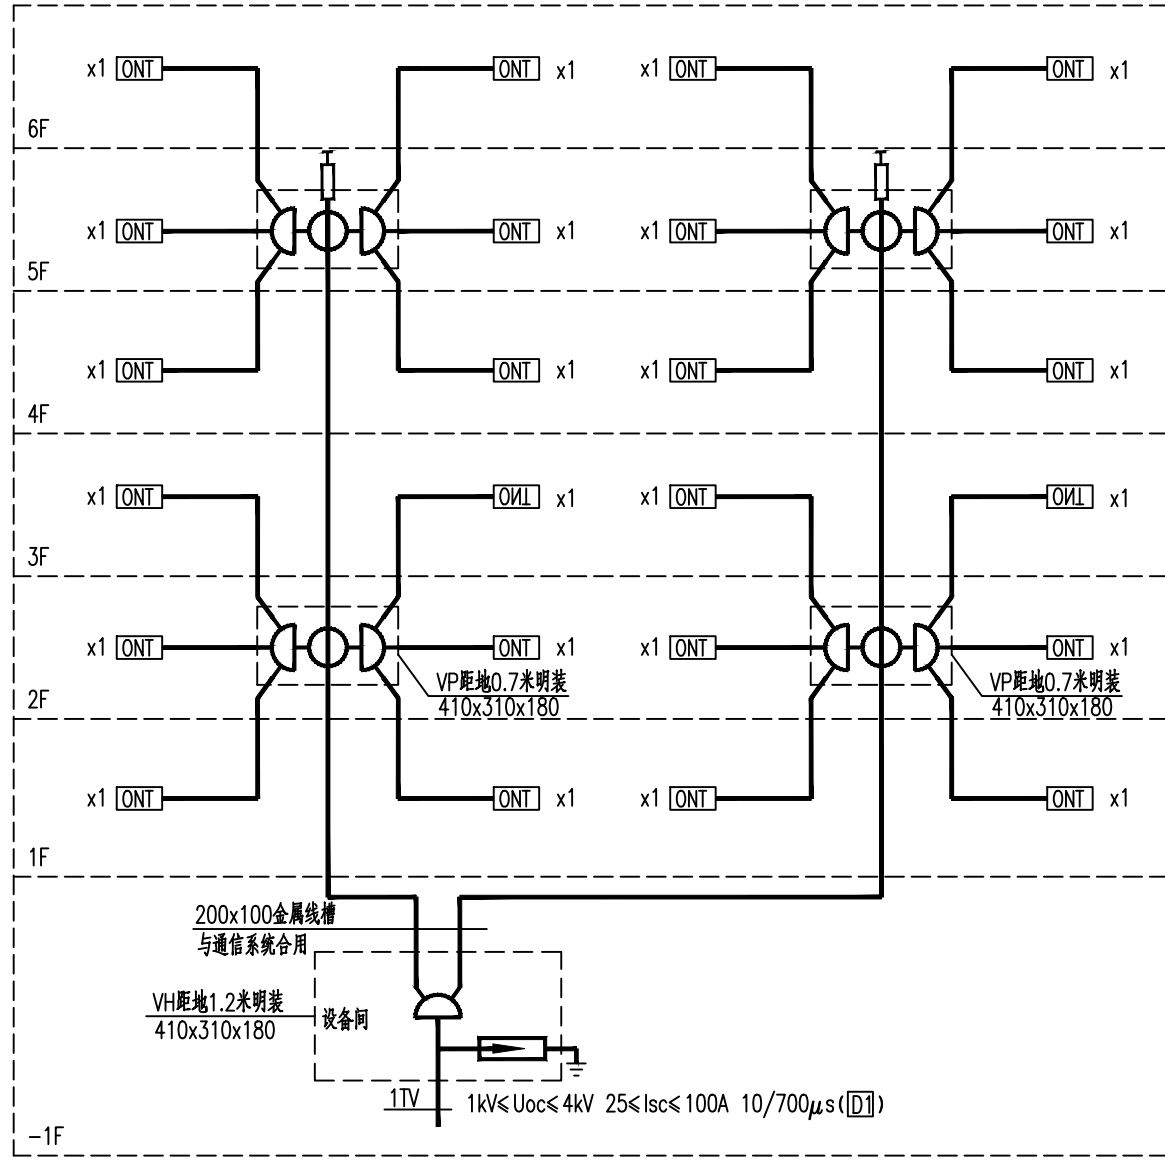 x1 ONT ONT x1 x1 ONT ONT x1
6F
x1 ONT ONT x1 x1 ONT ONT x1
5F
x1 ONT ONT x1 x1 ONT ONT x1
4F
x1 ONT ONT x1 x1 ONT ONT x1
3F
x1 ONT ONT x1 x1 ONT ONT x1
VP距地0.7米明装 VP距地0.7米明装
2F 410x310x180 410x310x180
x1 ONT ONT x1 x1 ONT ONT x1
1F
200x100金属线槽
与通信系统合用
VH距地1.2米明装
设备间
410x310x180
1TV 1kV≤Uoc≤4kV 25≤Isc≤100A 10/700μs(D1)
-1F